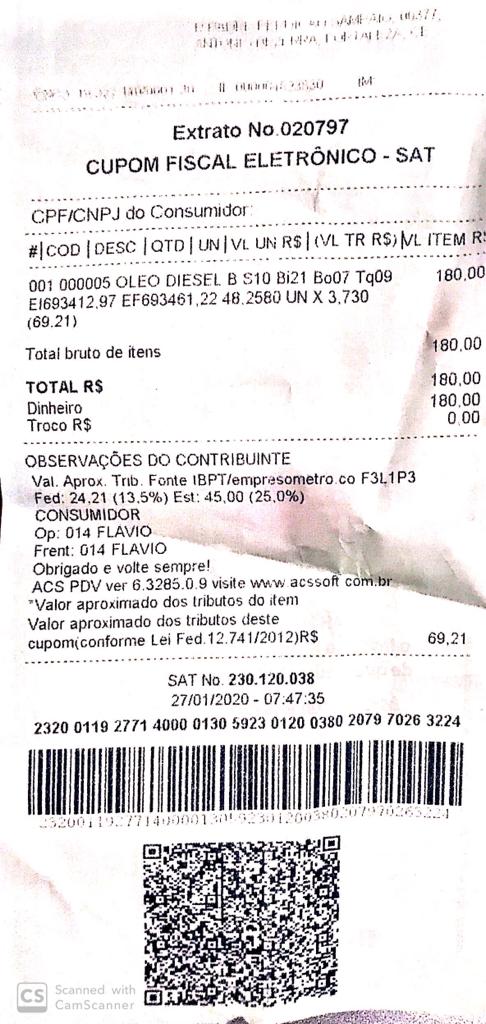 FORTALEZA, CE
Extrato No.020797
CUPOM FISCAL ELETRÔNICO - SAT
CPF/CNPJ do Consumidor:
#|COD|DESC|QTD|UN|VL UN R$|(VL TR R$)|VL ITEM R$
001 000005 OLEO DIESEL B S10 Bi21 Bo07 Tq09 180,00
EI693412,97 EF693461,22 48,2580 UN X 3,730
(69.21)
Total bruto de itens 180,00
TOTAL R$ 180,00
Dinheiro 180,00
Troco R$ 0,00
OBSERVAÇÕES DO CONTRIBUINTE
Val. Aprox. Trib. Fonte IBPT/empresometro.co F3L1P3
Fed: 24,21 (13,5%) Est: 45,00 (25,0%)
CONSUMIDOR
Op: 014 FLAVIO
Frent: 014 FLAVIO
Obrigado e volte sempre!
ACS PDV ver 6.3285.0.9 visite www.acssoft.com.br
*Valor aproximado dos tributos do item
Valor aproximado dos tributos deste
cupom(conforme Lei Fed.12.741/2012)R$ 69,21
SAT No. 230.120.038
27/01/2020 - 07:47:35
2320 0119 2771 4000 0130 5923 0120 0380 2079 7026 3224
CS Scanned with
CamScanner